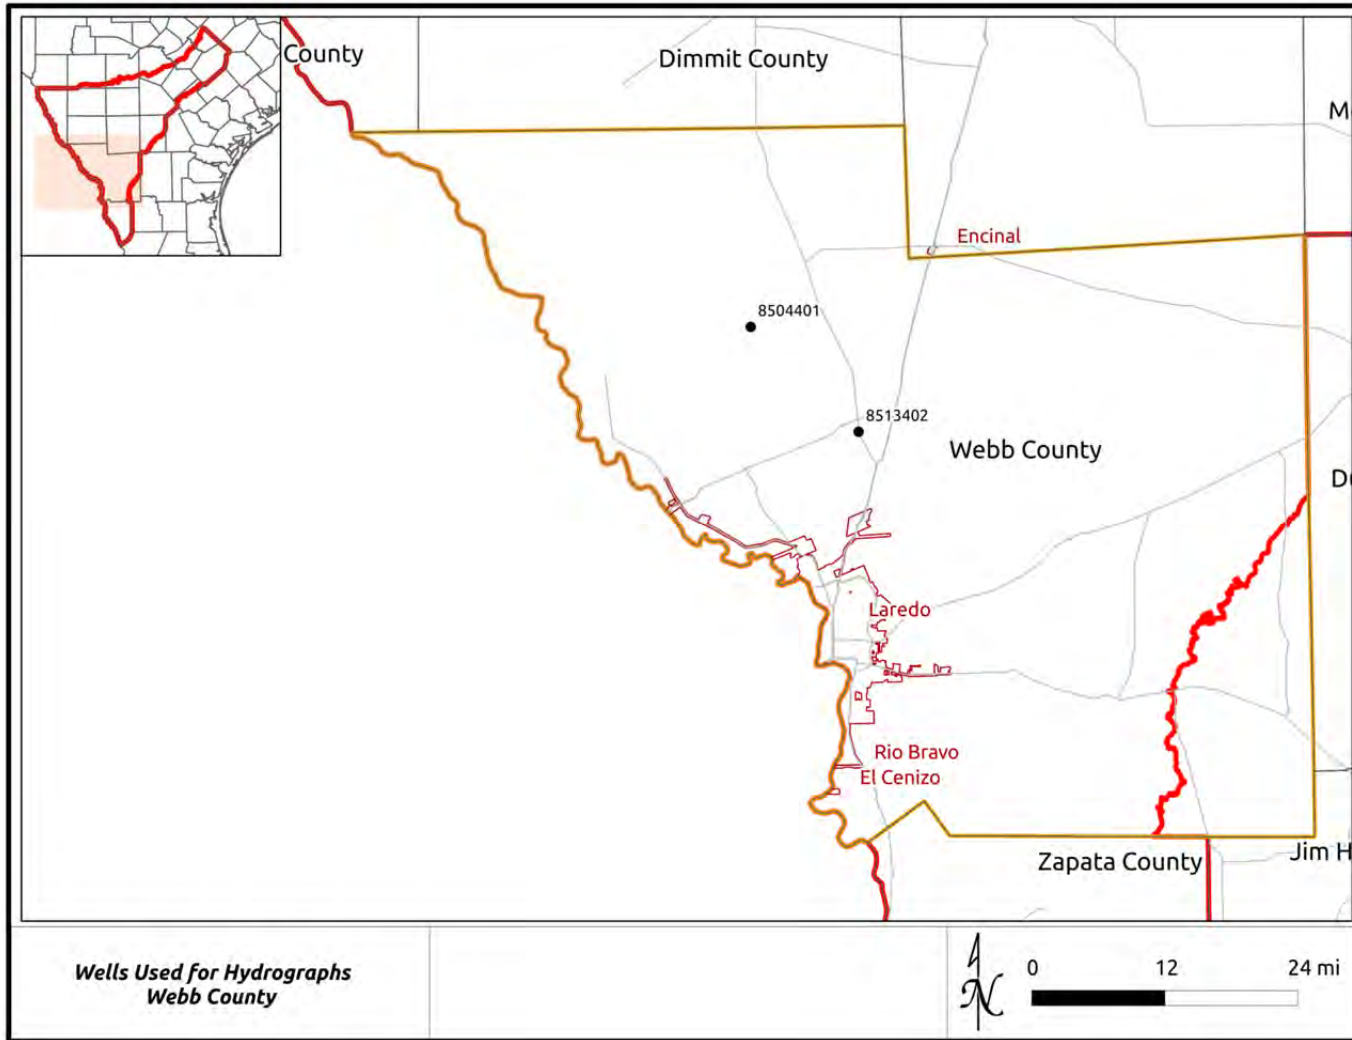 County
Dimmit County
M
Encinal
8504401
8513402
Webb County
Du
Laredo
Rio Bravo
El Cenizo
Zapata County
Jim H
Wells Used for Hydrographs
Webb County
N
0 12 24 mi